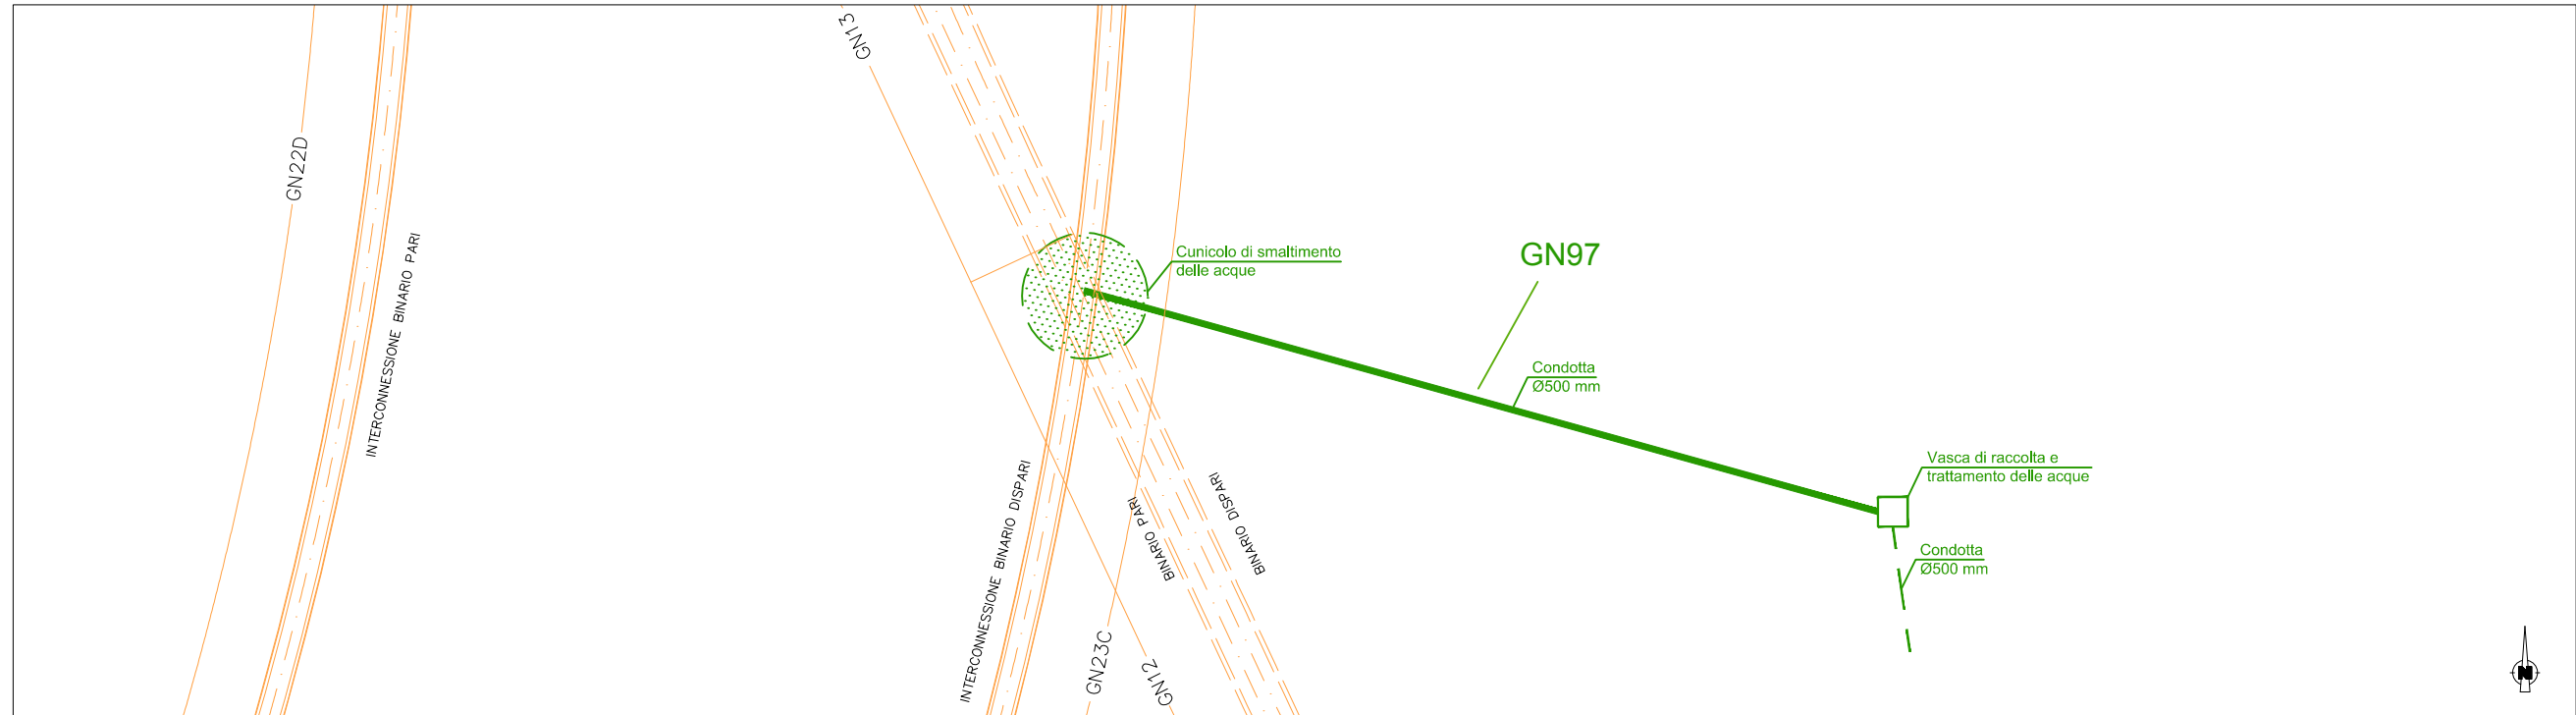 GN13
GN22D
INTERCONNESSIONE BINARIO PARI
Cunicolo di smaltimento
delle acque
GN97
Condotta
Ø500 mm
Vasca di raccolta e
trattamento delle acque
Condotta
Ø500 mm
INTERCONNESSIONE BINARIO DISPARI
BINARIO PARI
BINARIO DISPARI
GN23C
GN12
N